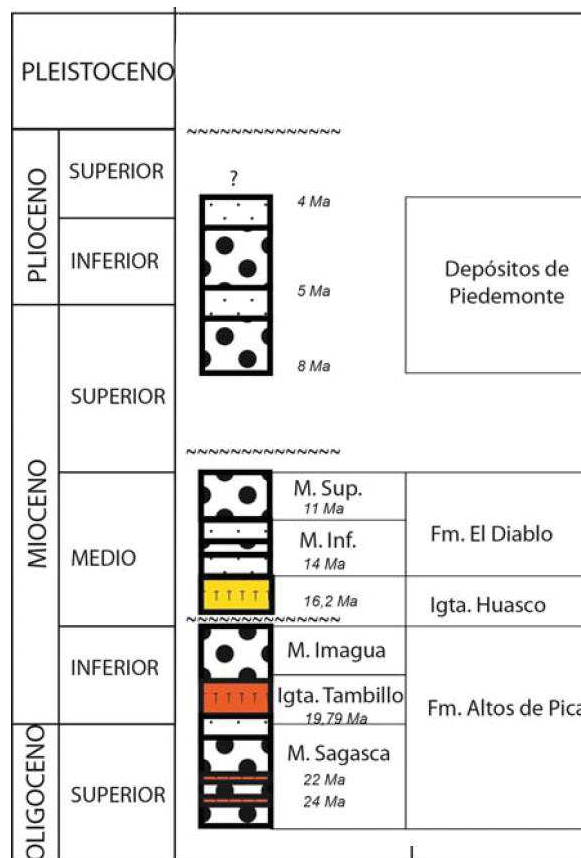 PLEISTOCENO
PLIOCENO
SUPERIOR
?
4 Ma
INFERIOR
5 Ma
Depósitos de
Piedemonte
8 Ma
MIOCENO
SUPERIOR
M. Sup.
11 Ma
Fm. El Diablo
MEDIO
M. Inf.
14 Ma
16,2 Ma
Igta. Huasco
INFERIOR
M. Imagua
Igta. Tambillo
19,79 Ma
Fm. Altos de Pica
OLIGOCENO
SUPERIOR
M. Sagasca
22 Ma
24 Ma